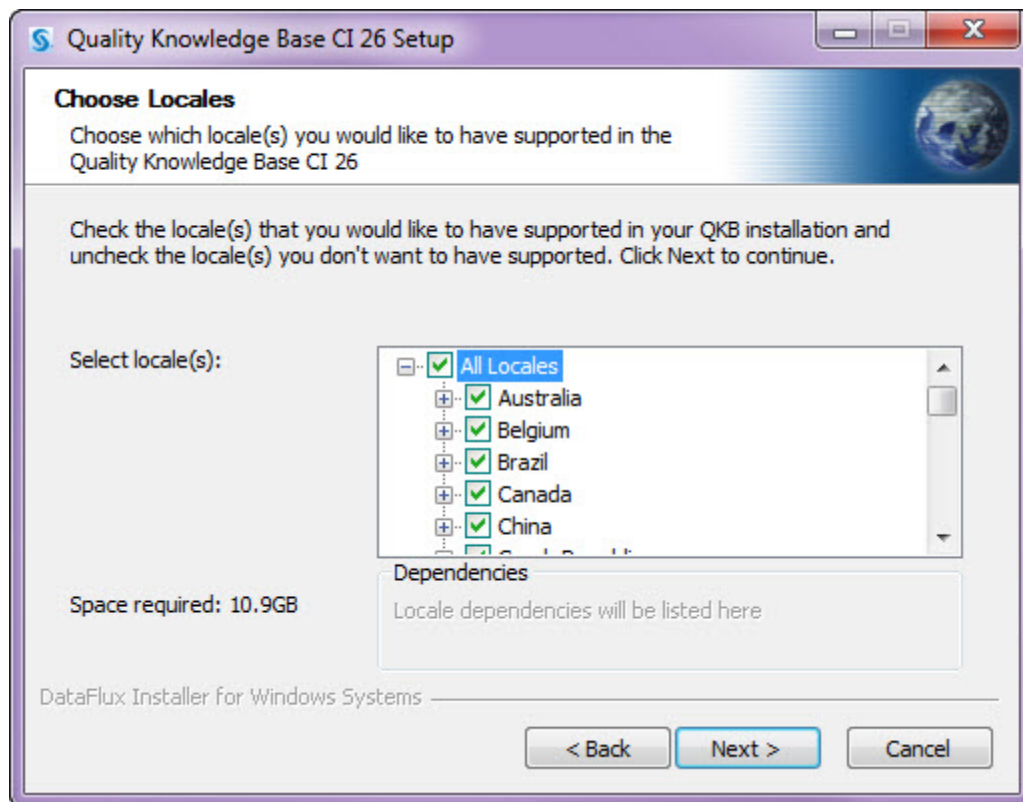 Quality Knowledge Base CI 26 Setup
Choose Locales
Choose which locale(s) you would like to have supported in the
Quality Knowledge Base CI 26
Check the locale(s) that you would like to have supported in your QKB installation and
uncheck the locale(s) you don't want to have supported. Click Next to continue.
Select locale(s):
All Locales
Australia
Belgium
Brazil
Canada
China
Dependencies
Space required: 10.9GB
Locale dependencies will be listed here
DataFlux Installer for Windows Systems
< Back
Next >
Cancel